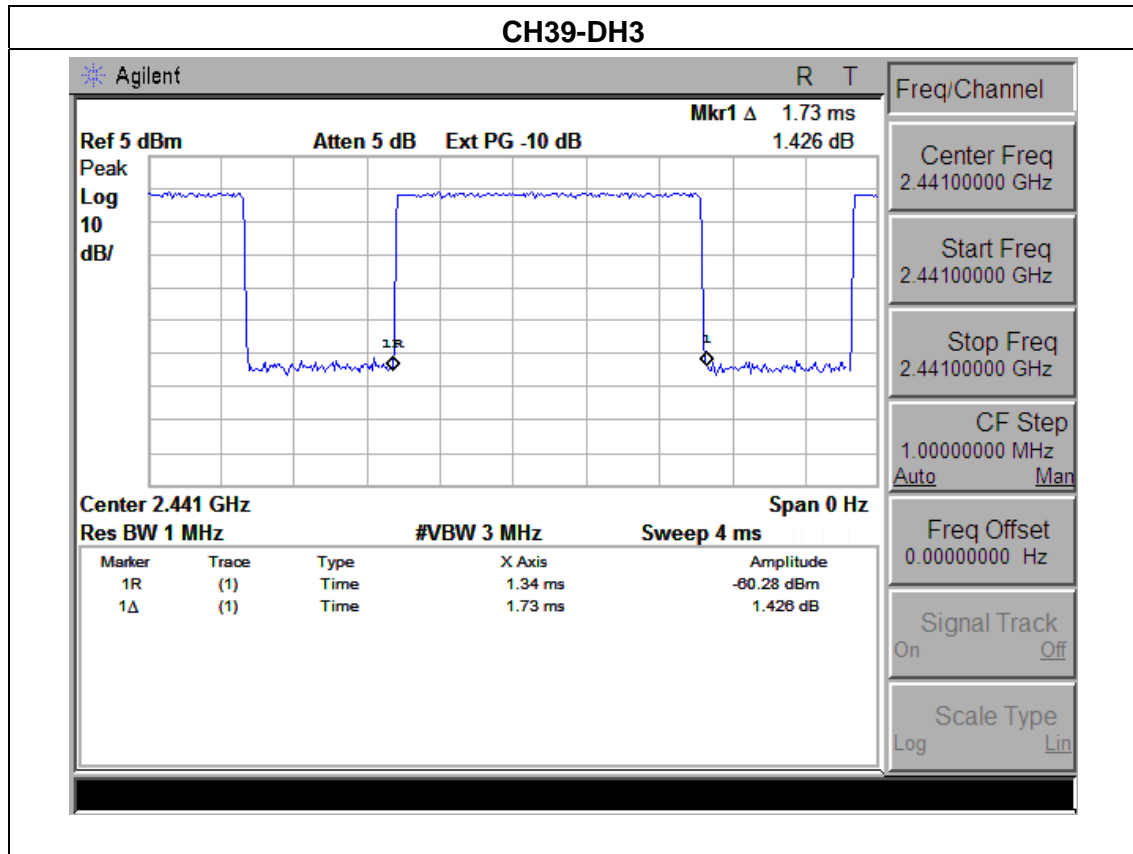 CH39-DH3
Agilent R T
Mkr1 Δ 1.73 ms
Ref 5 dBm Atten 5 dB Ext PG -10 dB 1.426 dB
Peak
Log
10
dB/
1R
1
Center 2.441 GHz Span 0 Hz
Res BW 1 MHz #VBW 3 MHz Sweep 4 ms
Marker Trace Type X Axis Amplitude
1R (1) Time 1.34 ms -60.28 dBm
1Δ (1) Time 1.73 ms 1.426 dB
Freq/Channel
Center Freq
2.44100000 GHz
Start Freq
2.44100000 GHz
Stop Freq
2.44100000 GHz
CF Step
1.00000000 MHz
Auto Man
Freq Offset
0.00000000 Hz
Signal Track
On Off
Scale Type
Log Lin